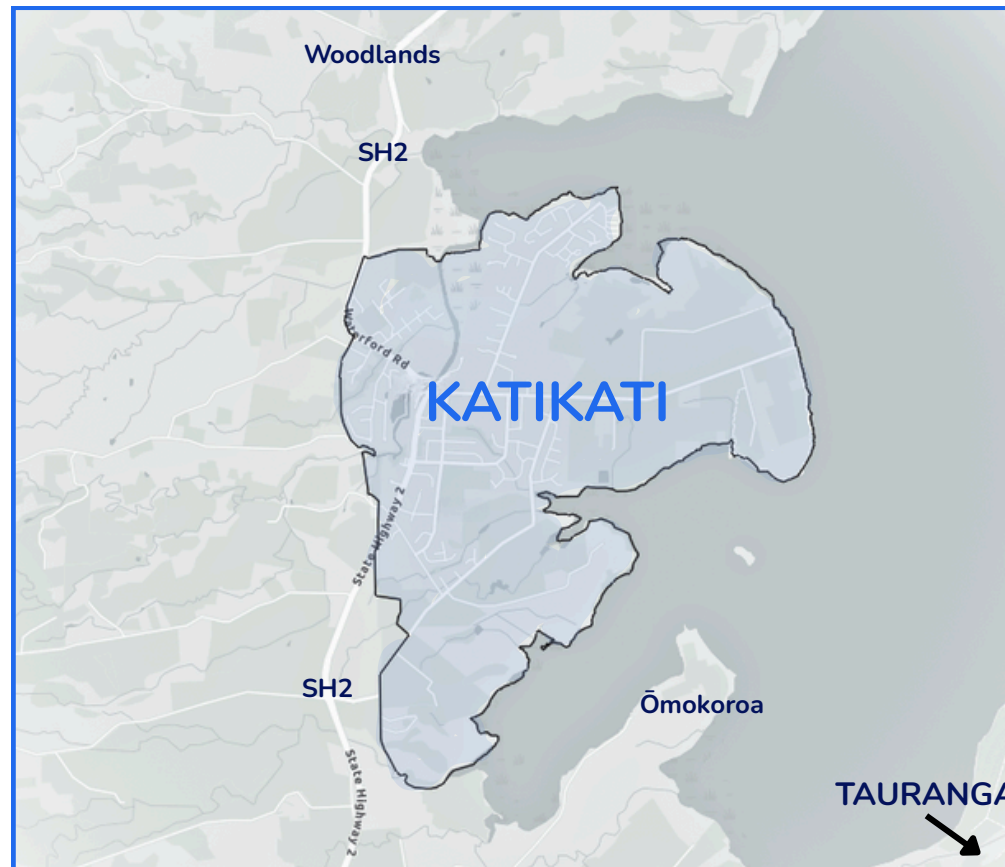 Woodlands
SH2
Waterford Rd
KATIKATI
State Highway 2
SH2
Ōmokoroa
State Highway 2
TAURANGA